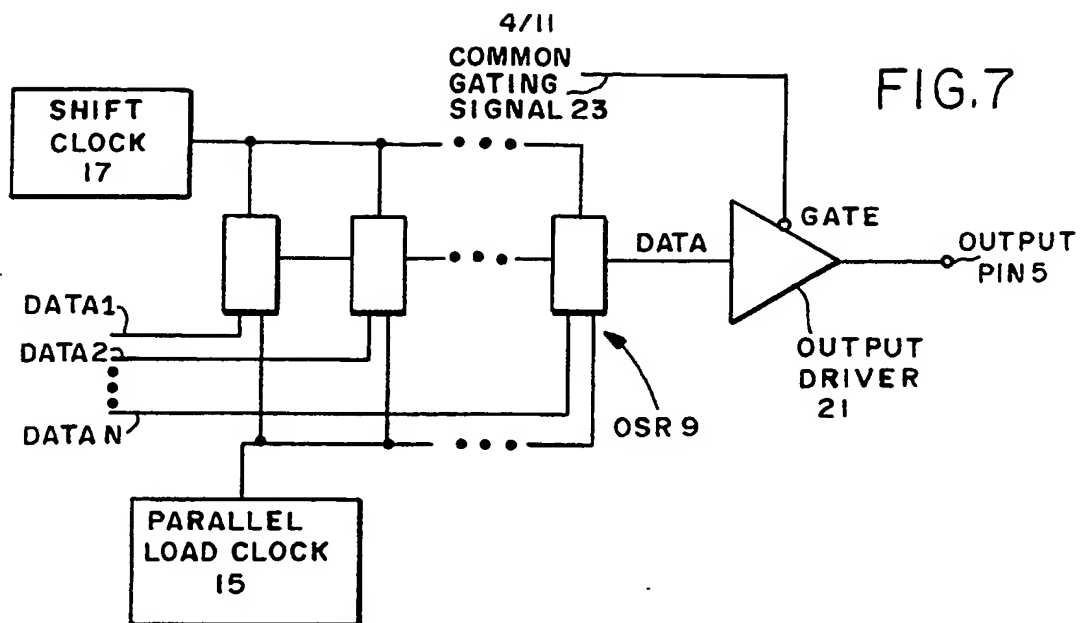 4/11
COMMON
GATING
SIGNAL 23
FIG.7
SHIFT
CLOCK
17
GATE
DATA
OUTPUT
PIN 5
DATA1
DATA2
DATA N
OUTPUT
DRIVER
21
OSR 9
PARALLEL
LOAD CLOCK
15